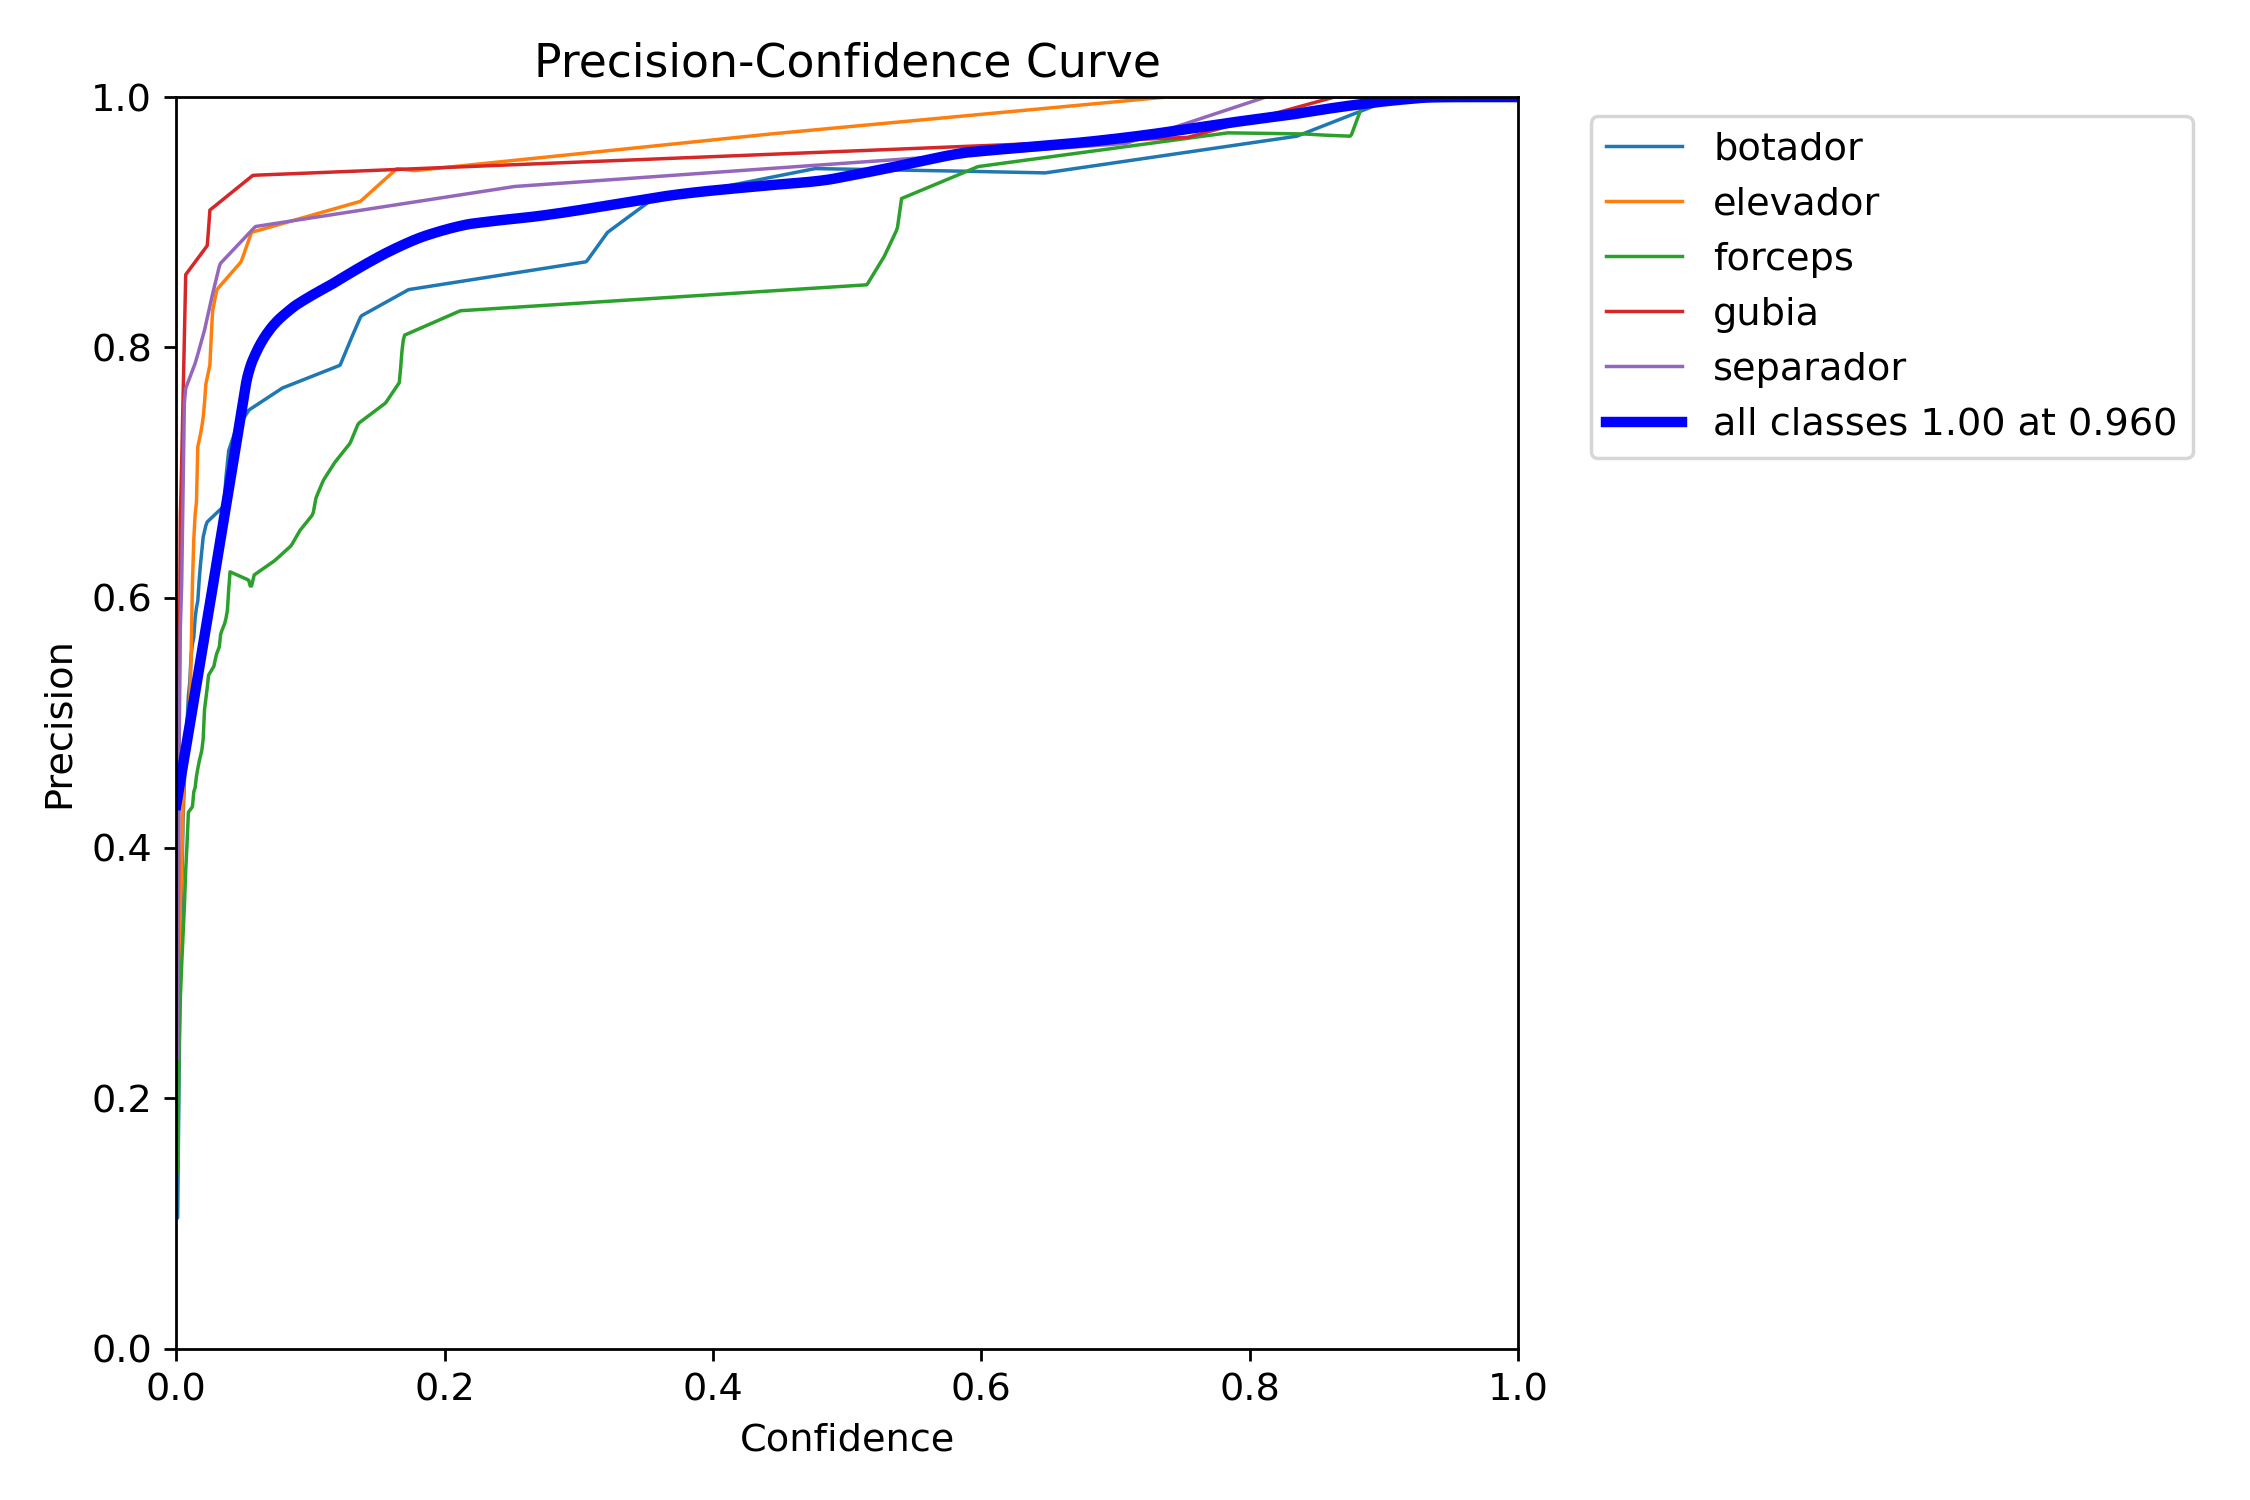 Precision-Confidence Curve
1.0
0.8
0.6
0.4
0.2
0.0
Precision
0.0 0.2 0.4 0.6 0.8 1.0
Confidence
botador
elevador
forceps
gubia
separador
all classes 1.00 at 0.960